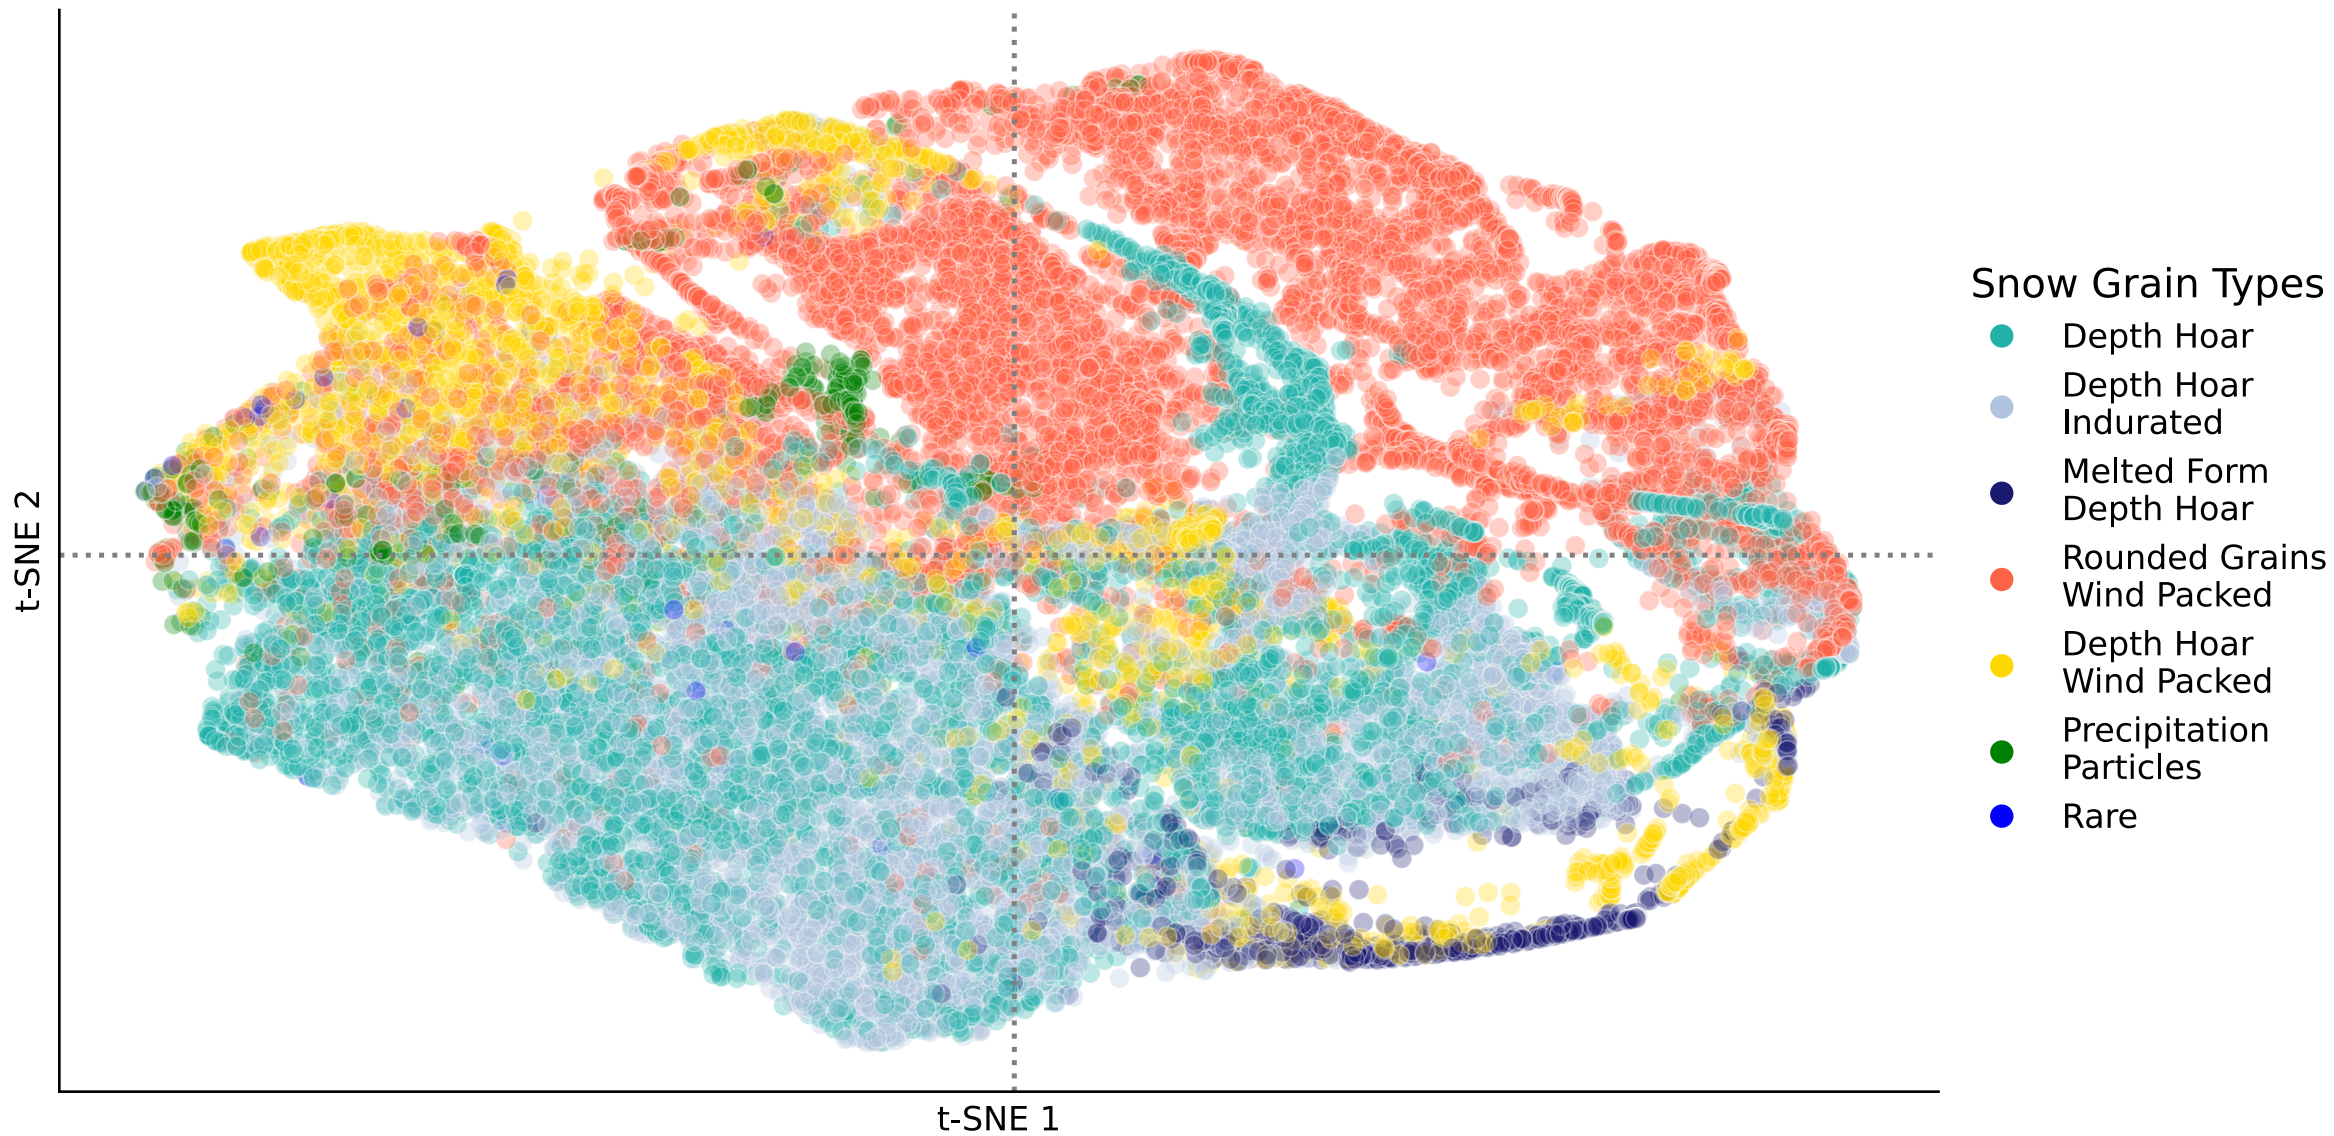 t-SNE 2
t-SNE 1
Snow Grain Types
Depth Hoar
Depth Hoar
Indurated
Melted Form
Depth Hoar
Rounded Grains
Wind Packed
Depth Hoar
Wind Packed
Precipitation
Particles
Rare